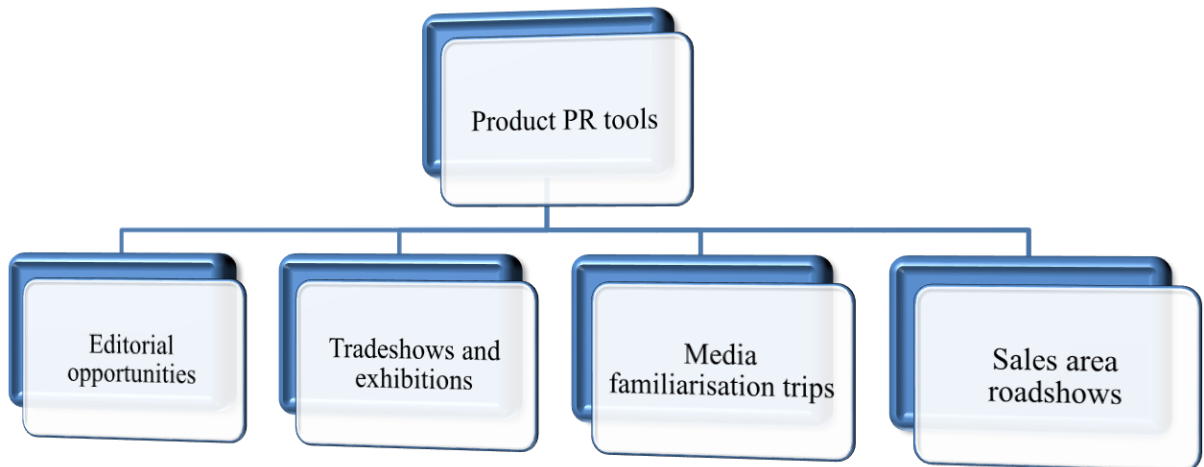 Product PR tools
Editorial
opportunities
Tradeshows and
exhibitions
Media
familiarisation trips
Sales area
roadshows